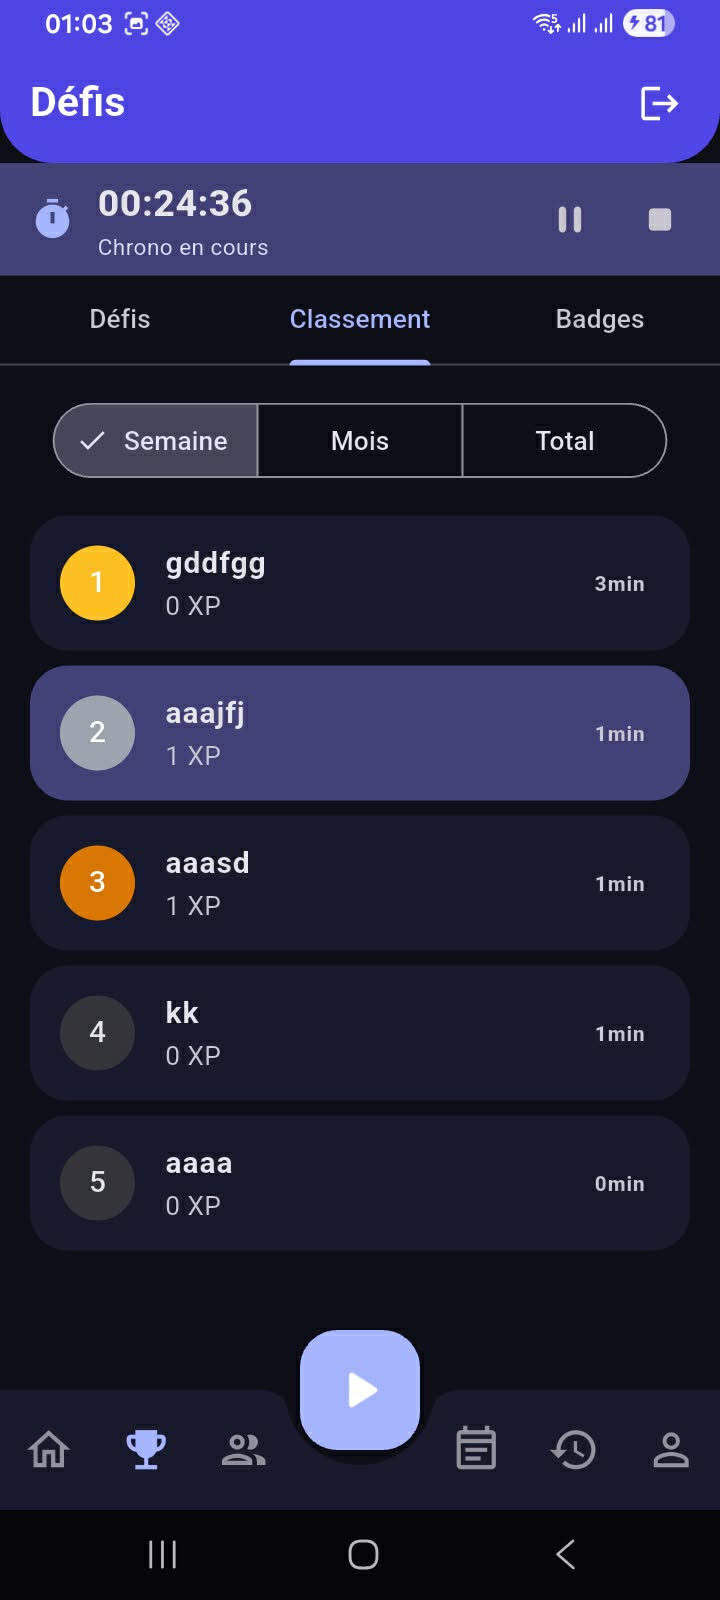 01:03
5
81
Défis
00:24:36
Chrono en cours
Défis Classement Badges
Semaine Mois Total
1 gddfgg 3min
0 XP
2 aaajfj 1min
1 XP
3 aaasd 1min
1 XP
4 kk 1min
0 XP
5 aaaa 0min
0 XP